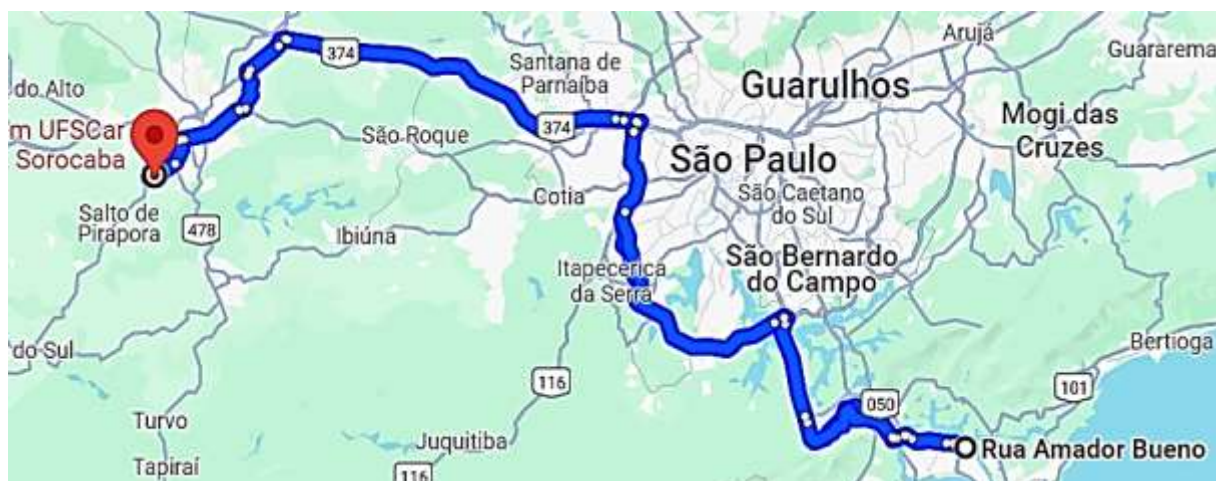 Arujá
Guararema
374
Santana de
Parnaíba
Guarulhos
do Alto
m UFSCar
Sorocaba
São Roque
374
Mogi das
Cruzes
São Paulo
Cotia
São Caetano
do Sul
Salto de
Pirapora
478
Ibiúna
São Bernardo
do Campo
Itapecerica
da Serra
do Sul
116
Bertioga
101
050
Turvo
Juquitiba
Rua Amador Bueno
Tapiraí
116